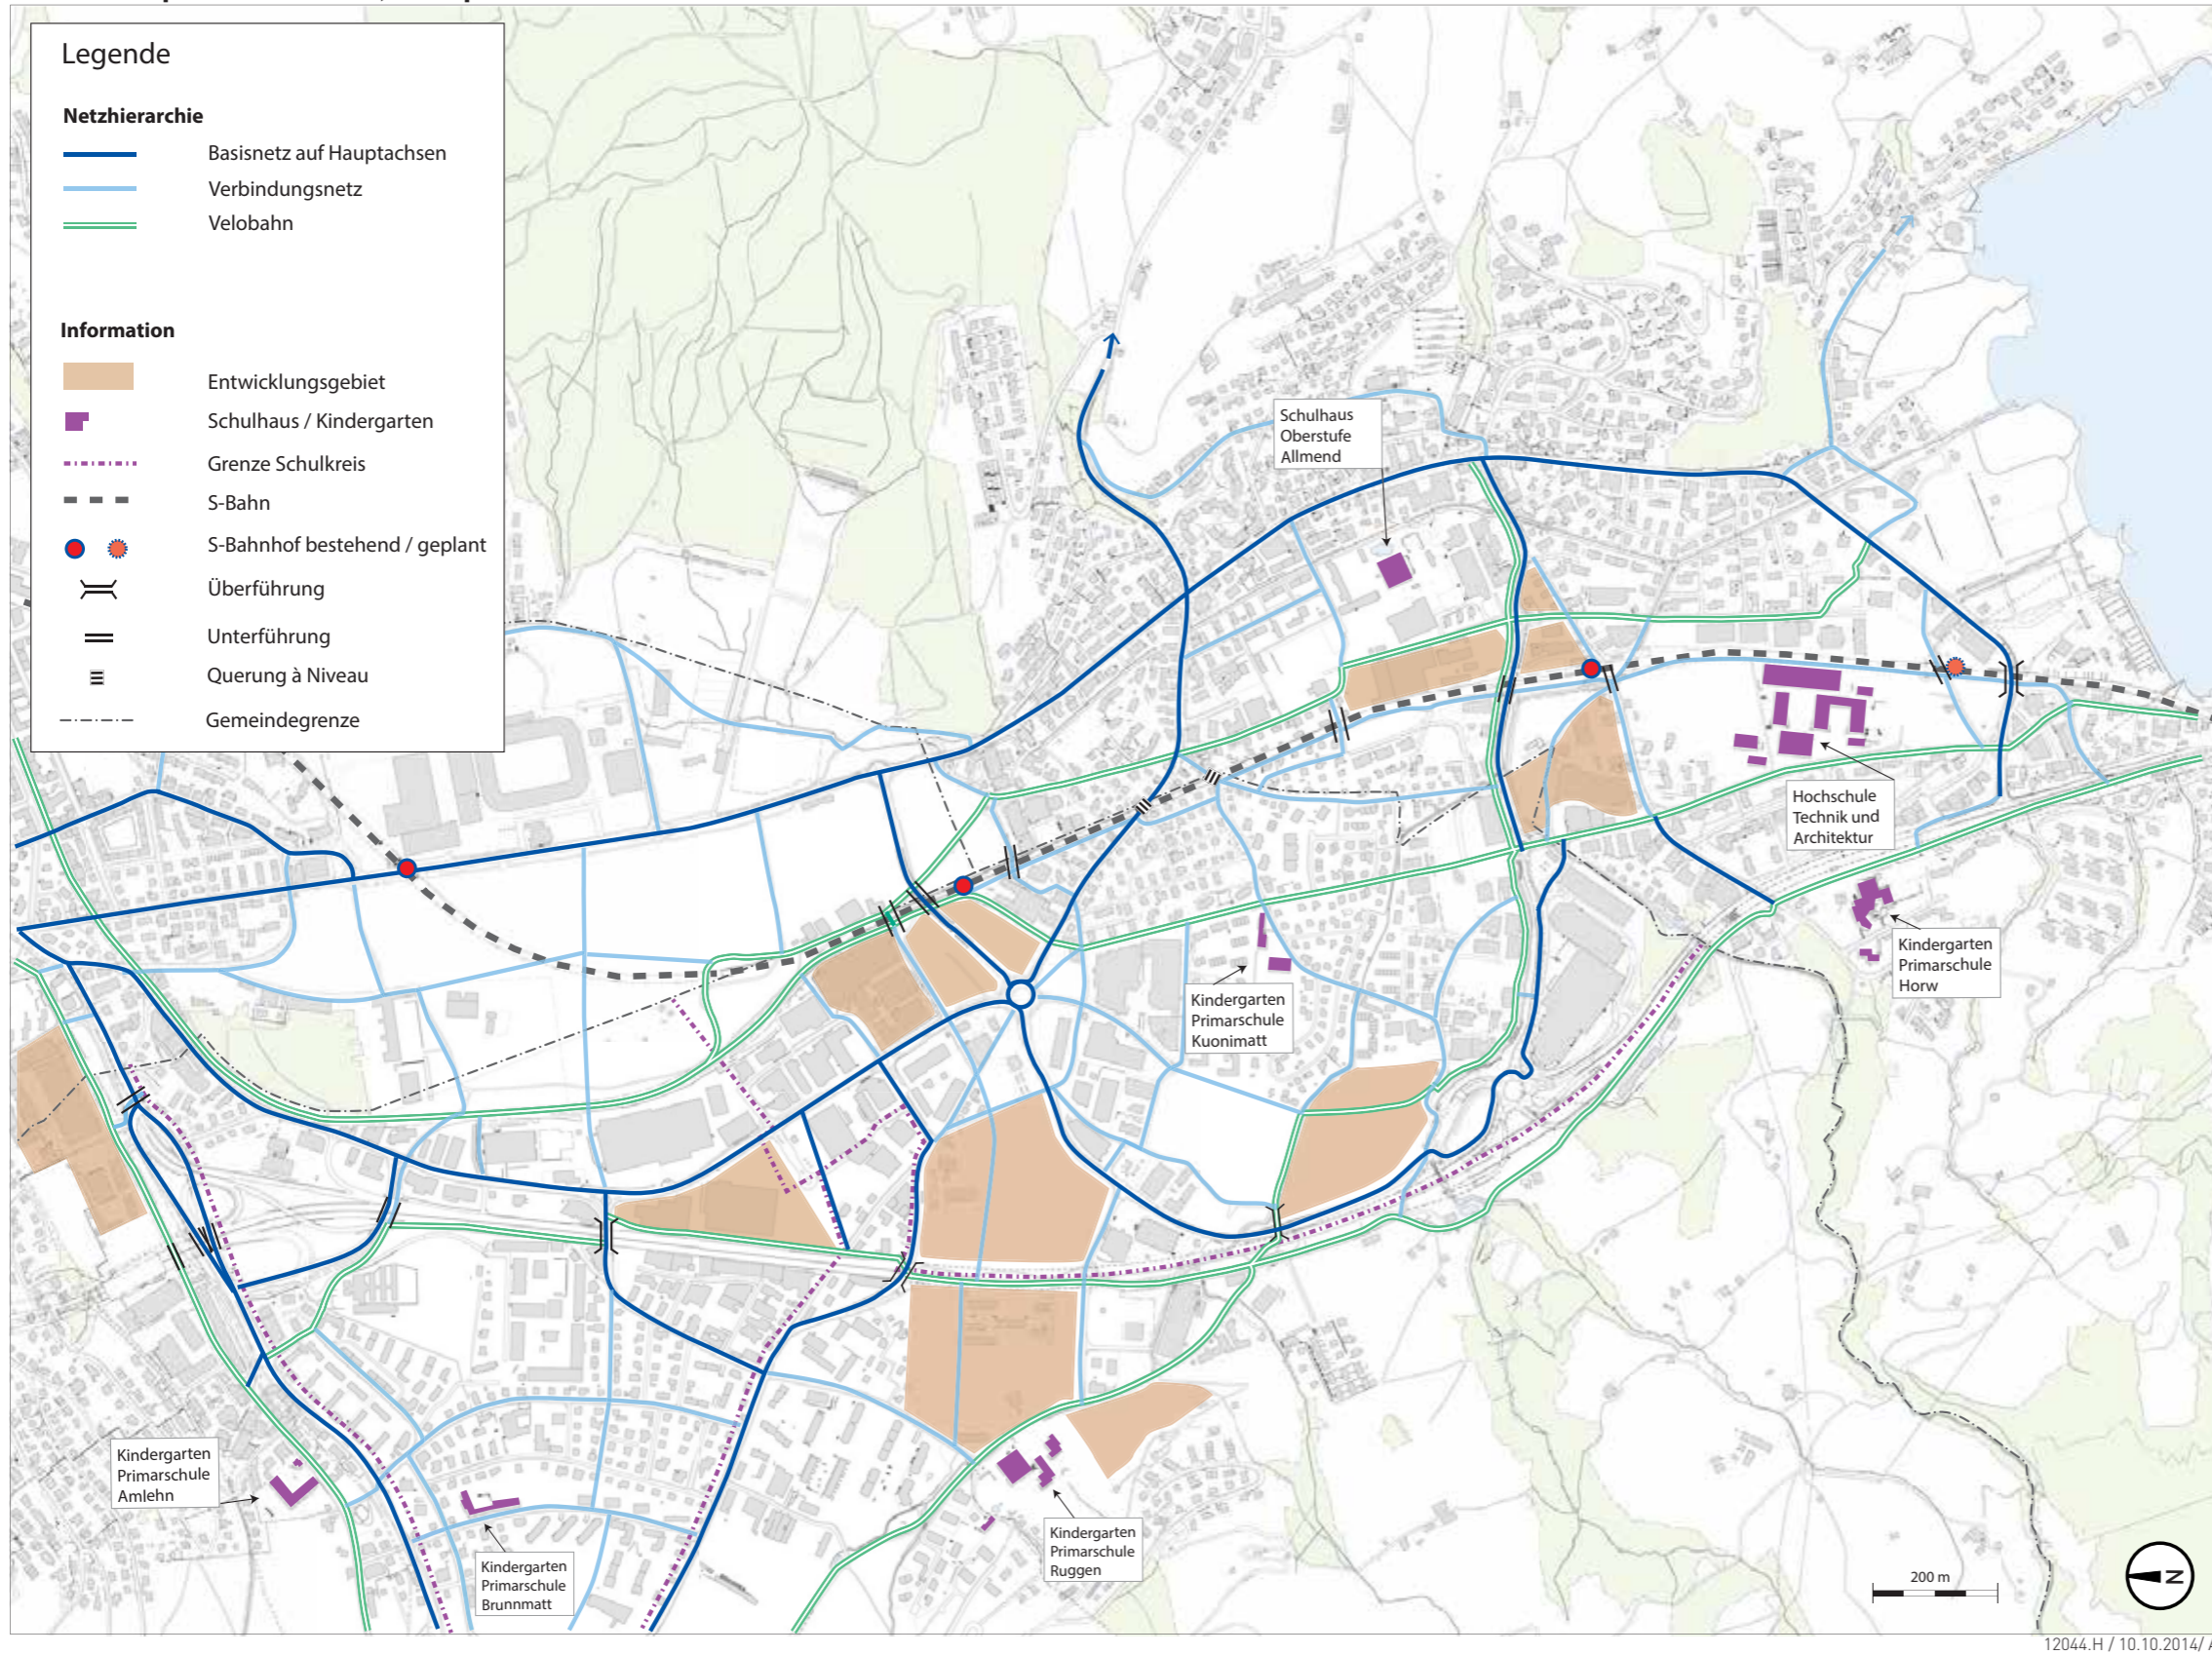 Legende
Netzhierarchie
Basisnetz auf Hauptachsen
Verbindungsnetz
Velobahn
Information
Entwicklungsgebiet
Schulhaus / Kindergarten
Grenze Schulkreis
S-Bahn
S-Bahnhof bestehend / geplant
Überführung
Unterführung
Querung à Niveau
Gemeindegrenze
Schulhaus
Oberstufe
Allmend
Hochschule
Technik und
Architektur
Kindergarten
Primarschule
Horw
Kindergarten
Primarschule
Kuonimatt
Kindergarten
Primarschule
Amlehn
Kindergarten
Primarschule
Brunnmatt
Kindergarten
Primarschule
Ruggen
200 m
N
12044.H / 10.10.2014/